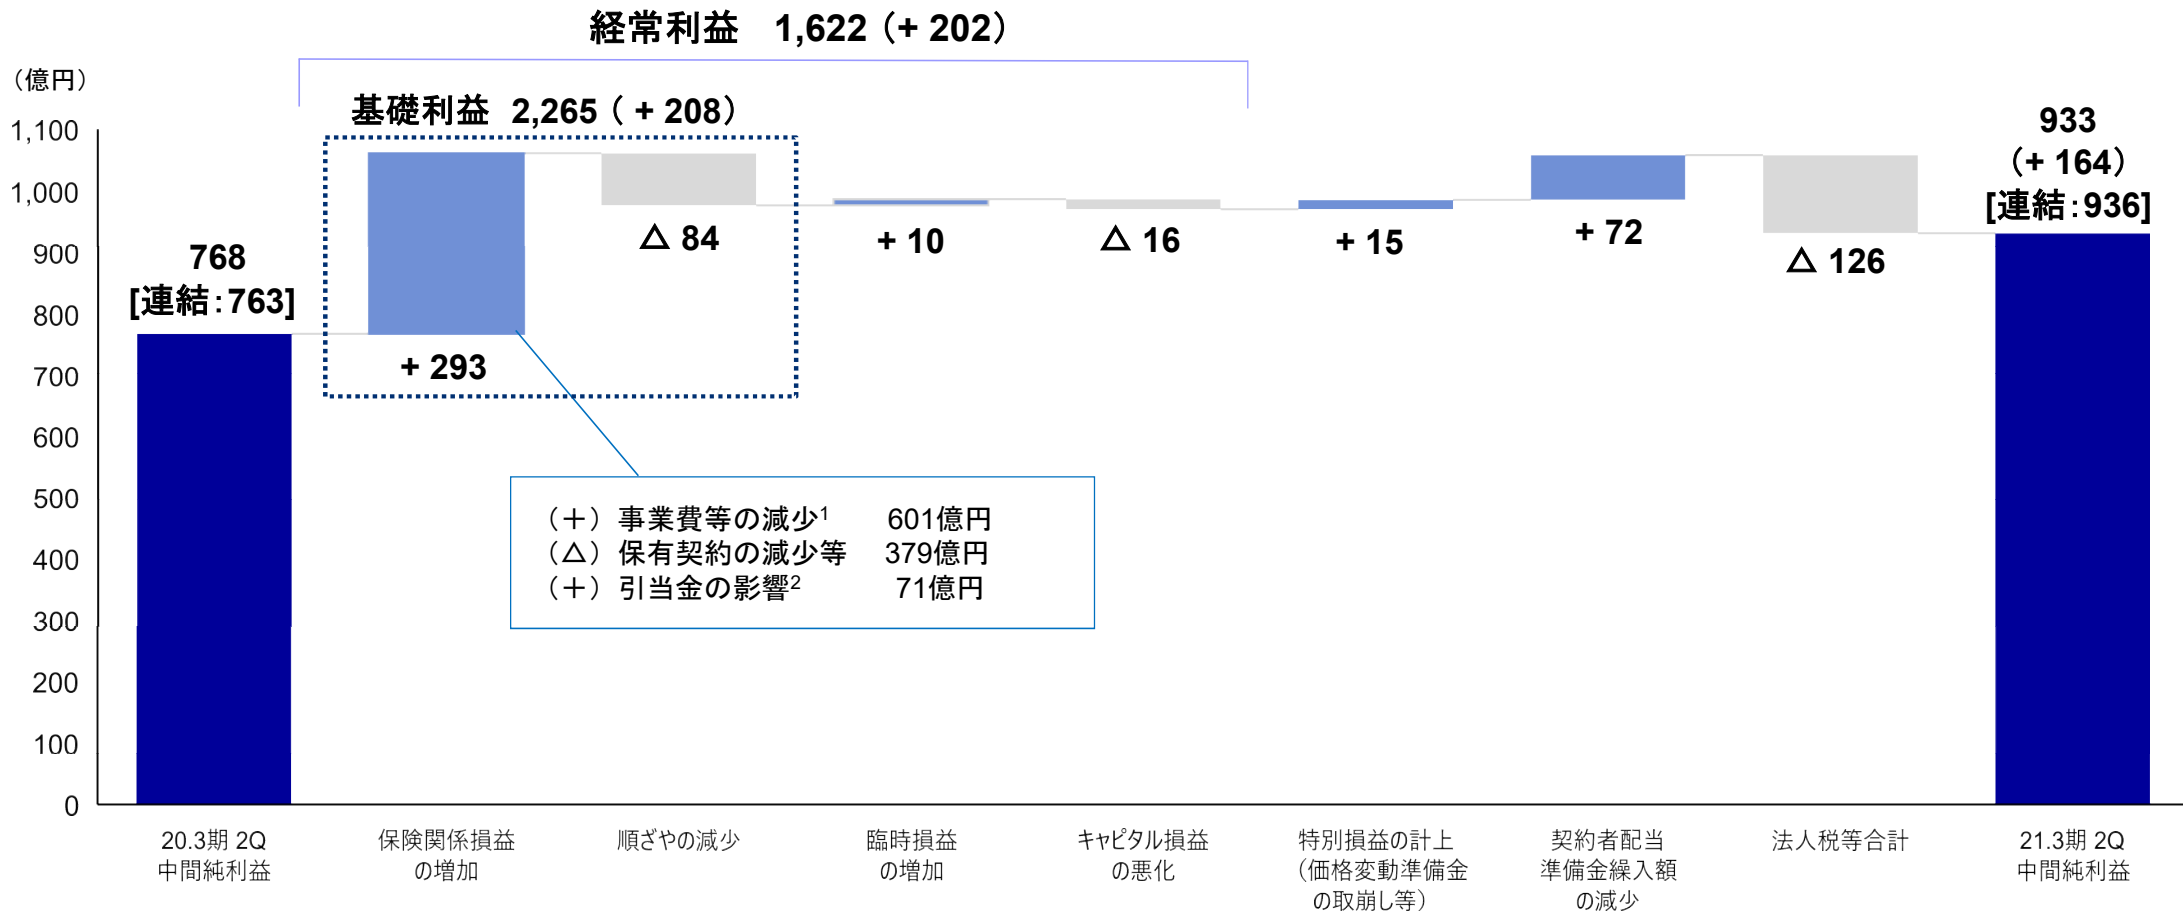 経常利益　1,622（+ 202）
（億円）
基礎利益 2,265（ + 208）
1,100
1,000
900
800
700
600
500
400
300
200
100
0
768
[連結：763]
+ 293
△ 84
+ 10
△ 16
+ 15
+ 72
△ 126
933
（+ 164）
[連結：936]
（＋） 事業費等の減少1　601億円
（△） 保有契約の減少等　379億円
（＋） 引当金の影響2　71億円
20.3期 2Q
中間純利益
保険関係損益
の増加
順ざやの減少
臨時損益
の増加
キャピタル損益
の悪化
特別損益の計上
（価格変動準備金
の取崩し等）
契約者配当
準備金繰入額
の減少
法人税等合計
21.3期 2Q
中間純利益